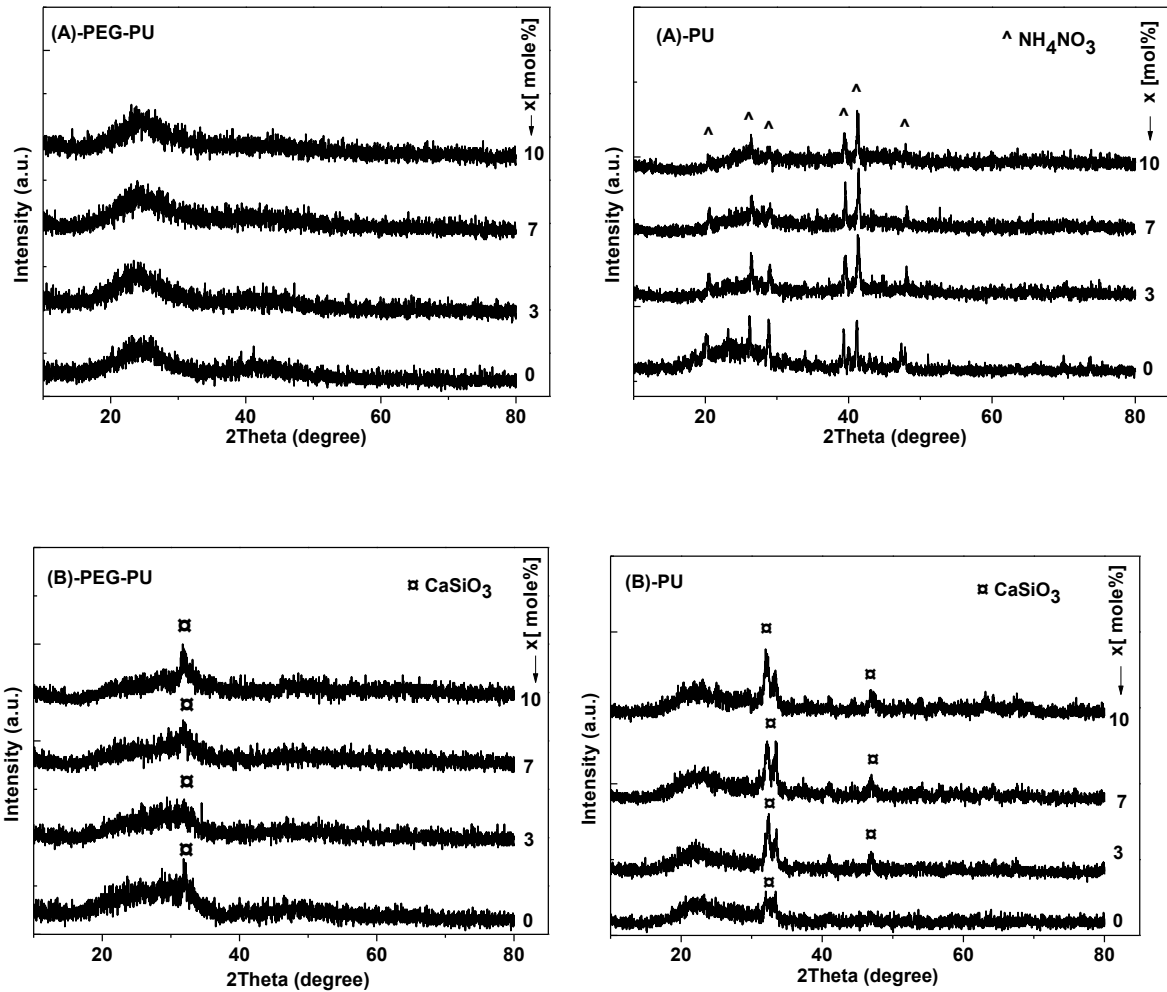 (A)-PEG-PU
x[ mole%]
10
7
3
0
Intensity (a.u.)
20 40 60 80
2Theta (degree)
(A)-PU
^ NH4NO3
x [mol%]
^ ^ ^ ^ ^ ^
10
7
3
0
Intensity (a.u.)
20 40 60 80
2Theta (degree)
(B)-PEG-PU
¤ CaSiO3
x[ mole%]
¤
10
¤
7
¤
3
¤
0
Intensity (a.u.)
20 40 60 80
2Theta (degree)
(B)-PU
¤ CaSiO3
x[ mole%]
¤
¤
10
¤
¤
7
¤
¤
3
¤
0
Intensity (a.u.)
20 40 60 80
2Theta (degree)